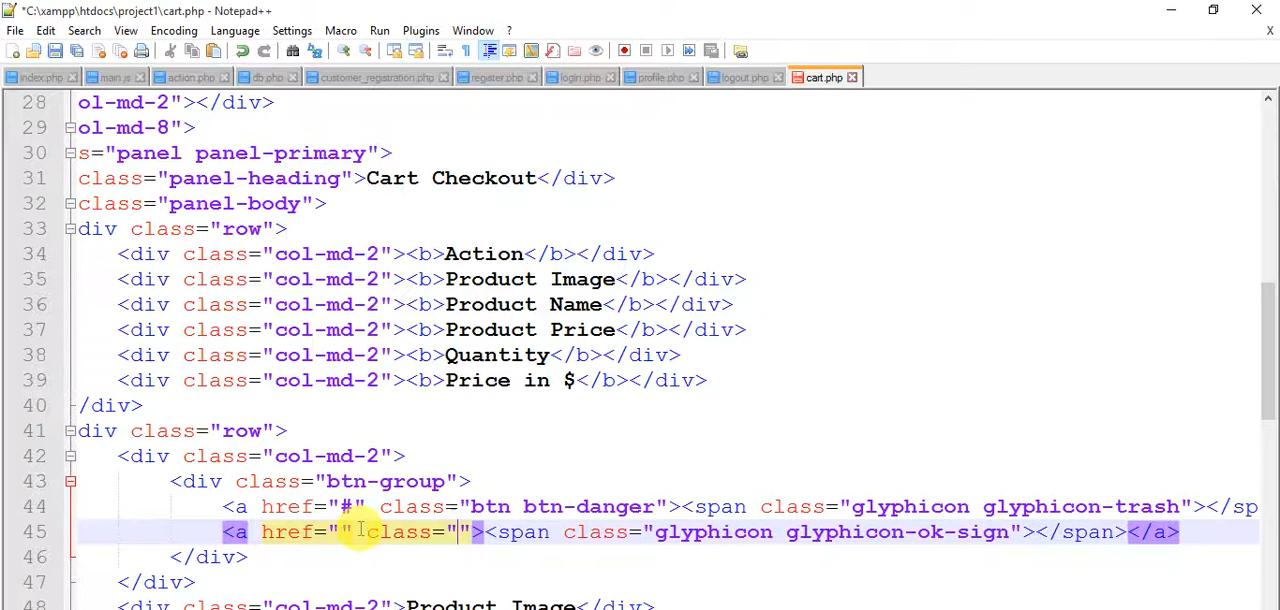 *C:\xampp\htdocs\project1\cart.php - Notepad++
File Edit Search View Encoding Language Settings Macro Run Plugins Window ? X
index.php main.js action.php db.php customer_registration.php register.php login.php profile.php logout.php cart.php
28 ol-md-2"></div>
29 ol-md-8">
30 s="panel panel-primary">
31 class="panel-heading">Cart Checkout</div>
32 class="panel-body">
33 div class="row">
34 <div class="col-md-2"><b>Action</b></div>
35 <div class="col-md-2"><b>Product Image</b></div>
36 <div class="col-md-2"><b>Product Name</b></div>
37 <div class="col-md-2"><b>Product Price</b></div>
38 <div class="col-md-2"><b>Quantity</b></div>
39 <div class="col-md-2"><b>Price in $</b></div>
40 /div>
41 div class="row">
42 <div class="col-md-2">
43 <div class="btn-group">
44 <a href="#" class="btn btn-danger"><span class="glyphicon glyphicon-trash"></sp
45 <a href="" class=""><span class="glyphicon glyphicon-ok-sign"></span></a>
46 </div>
47 </div>
48 <div class="col-md-2">Product Image</div>